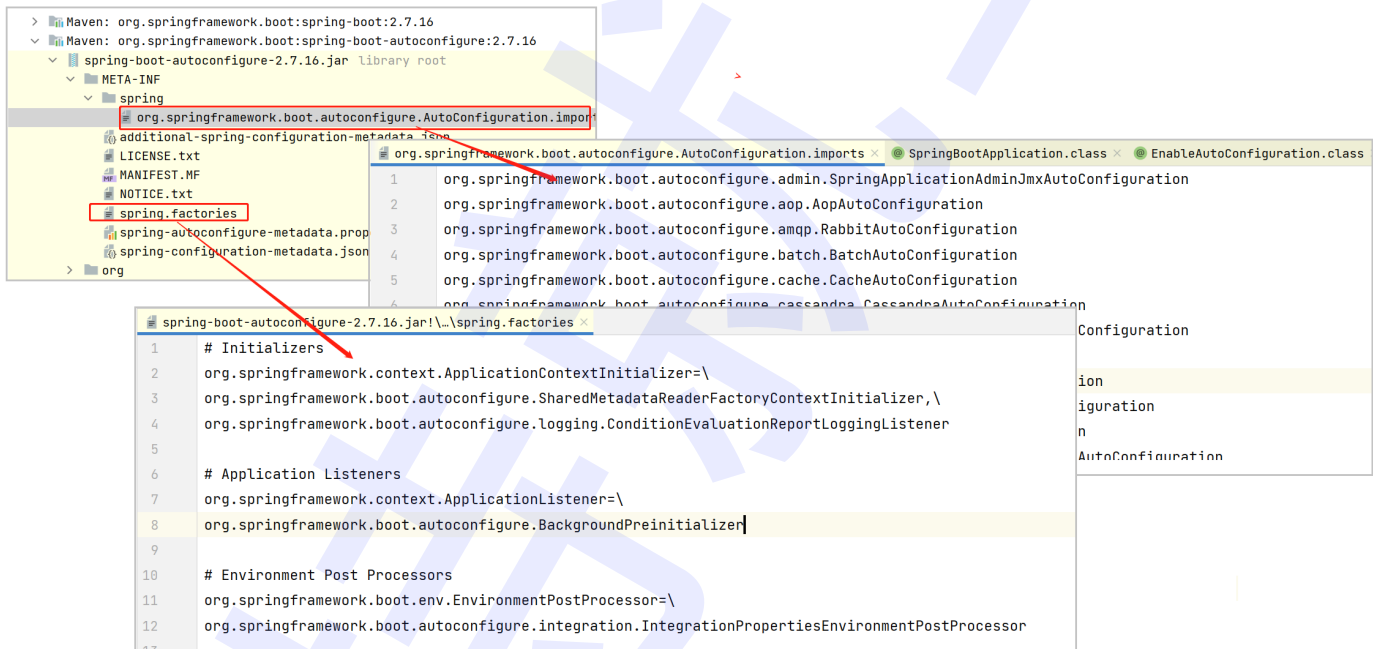 Maven: org.springframework.boot:spring-boot:2.7.16
Maven: org.springframework.boot:spring-boot-autoconfigure:2.7.16
spring-boot-autoconfigure-2.7.16.jar library root
META-INF
spring
org.springframework.boot.autoconfigure.AutoConfiguration.import
additional-spring-configuration-metadata.json
LICENSE.txt
MANIFEST.MF
NOTICE.txt
spring.factories
spring-autoconfigure-metadata.prop
spring-configuration-metadata.json
org
org.springframework.boot.autoconfigure.AutoConfiguration.imports SpringBootApplication.class EnableAutoConfiguration.class
1 org.springframework.boot.autoconfigure.admin.SpringApplicationAdminJmxAutoConfiguration
2 org.springframework.boot.autoconfigure.aop.AopAutoConfiguration
3 org.springframework.boot.autoconfigure.amqp.RabbitAutoConfiguration
4 org.springframework.boot.autoconfigure.batch.BatchAutoConfiguration
5 org.springframework.boot.autoconfigure.cache.CacheAutoConfiguration
6 org.springframework.boot.autoconfigure.cassandra.CassandraAutoConfiguration
Configuration
ion
iguration
n
AutoConfiguration
spring-boot-autoconfigure-2.7.16.jar!\...\spring.factories
1 # Initializers
2 org.springframework.context.ApplicationContextInitializer=\
3 org.springframework.boot.autoconfigure.SharedMetadataReaderFactoryContextInitializer,\
4 org.springframework.boot.autoconfigure.logging.ConditionEvaluationReportLoggingListener
5
6 # Application Listeners
7 org.springframework.context.ApplicationListener=\
8 org.springframework.boot.autoconfigure.BackgroundPreinitializer
9
10 # Environment Post Processors
11 org.springframework.boot.env.EnvironmentPostProcessor=\
12 org.springframework.boot.autoconfigure.integration.IntegrationPropertiesEnvironmentPostProcessor
13